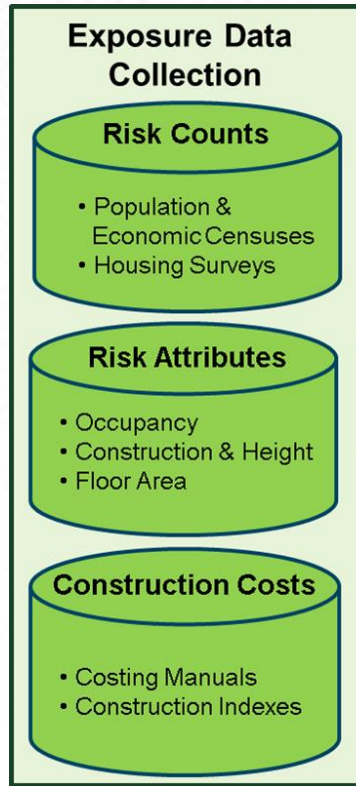 Exposure Data
Collection
Risk Counts
• Population &
Economic Censuses
• Housing Surveys
Risk Attributes
• Occupancy
• Construction & Height
• Floor Area
Construction Costs
• Costing Manuals
• Construction Indexes